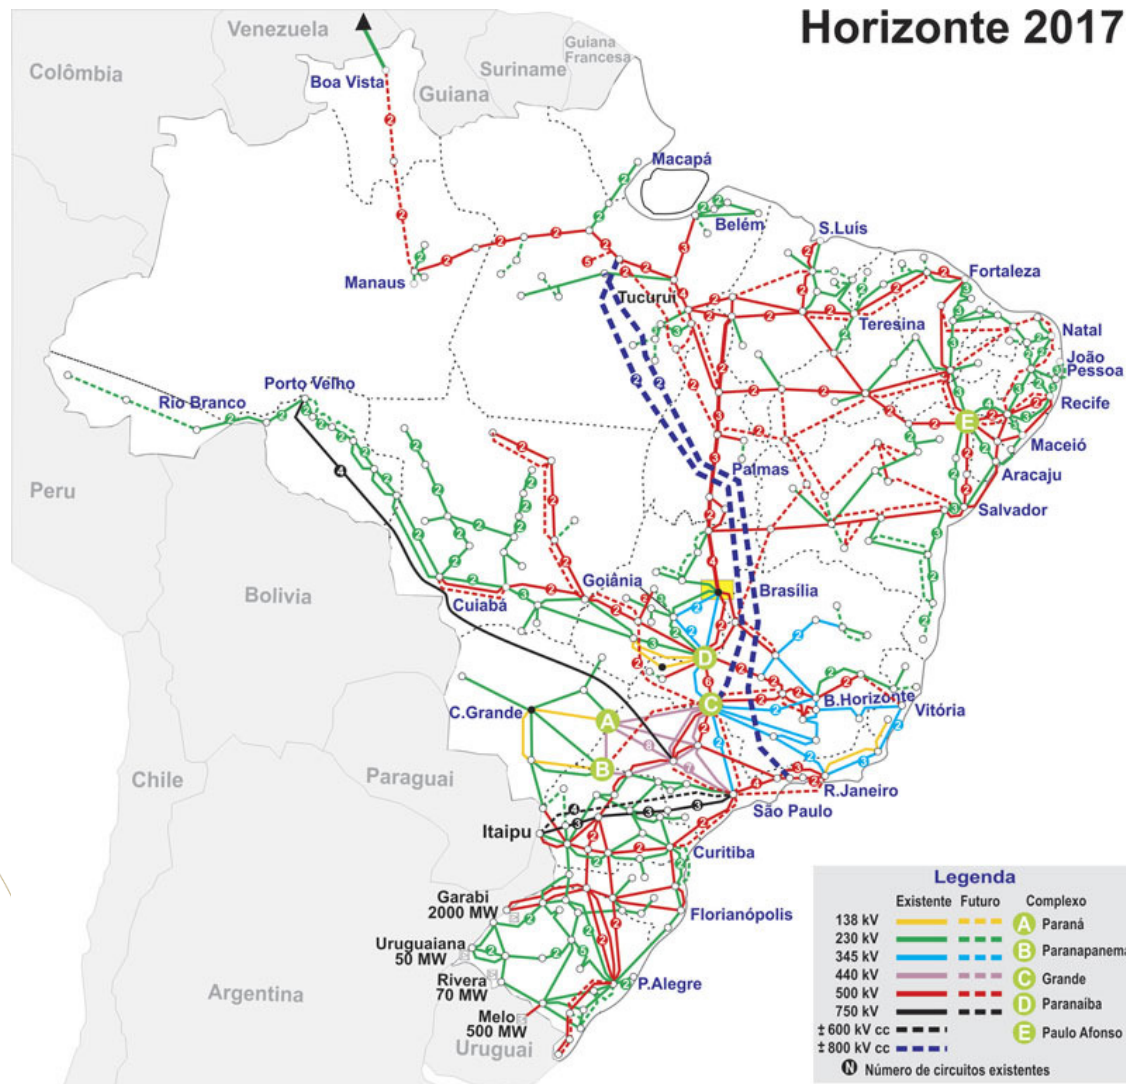 Horizonte 2017
Venezuela
Colômbia
Guiana
Francesa
Suriname
Boa Vista
Guiana
Macapá
Belém
S.Luís
Fortaleza
Manaus
Tucuruí
Teresina
Natal
João
Pessoa
Porto Velho
Rio Branco
Recife
E
Maceió
Palmas
Aracaju
Peru
Salvador
Goiânia
Brasília
Cuiabá
Bolivia
D
C
B.Horizonte
Vitória
C.Grande
A
B
Chile
Paraguai
R.Janeiro
São Paulo
Itaipu
Curitiba
Garabi
2000 MW
Florianópolis
Uruguaiana
50 MW
Rivera
70 MW
P.Alegre
Argentina
Melo
500 MW
Uruguai
Legenda
Existente Futuro Complexo
138 kV A Paraná
230 kV
345 kV B Paranapanema
440 kV C Grande
500 kV D Paranaíba
750 kV
±600 kV cc E Paulo Afonso
±800 kV cc
N Número de circuitos existentes